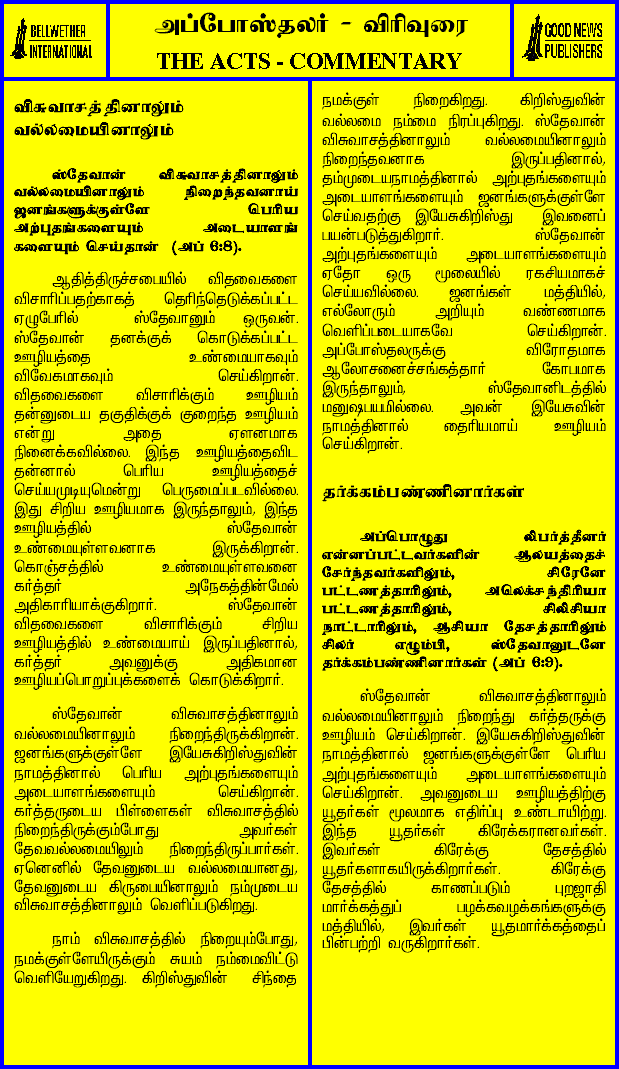 BELLWETHER
INTERNATIONAL
அப்போஸ்தலர் - விரிவுரை
THE ACTS - COMMENTARY
GOOD NEWS
PUBLISHERS
விசுவாசத்தினாலும்
வல்லமையினாலும்
ஸ்தேவான் விசுவாசத்தினாலும்
வல்லமையினாலும் நிறைந்தவனாய்
ஜனங்களுக்குள்ளே பெரிய
அற்புதங்களையும் அடையாளங்
களையும் செய்தான் (அப் 6:8).
ஆதித்திருச்சபையில் விதவைகளை
விசாரிப்பதற்காகத் தெரிந்தெடுக்கப்பட்ட
ஏழுபேரில் ஸ்தேவானும் ஒருவன்.
ஸ்தேவான் தனக்குக் கொடுக்கப்பட்ட
ஊழியத்தை உண்மையாகவும்
விவேகமாகவும் செய்கிறான்.
விதவைகளை விசாரிக்கும் ஊழியம்
தன்னுடைய தகுதிக்குக் குறைந்த ஊழியம்
என்று அதை ஏளனமாக
நினைக்கவில்லை. இந்த ஊழியத்தைவிட
தன்னால் பெரிய ஊழியத்தைச்
செய்யமுடியுமென்று பெருமைப்படவில்லை.
இது சிறிய ஊழியமாக இருந்தாலும், இந்த
ஊழியத்தில் ஸ்தேவான்
உண்மையுள்ளவனாக இருக்கிறான்.
கொஞ்சத்தில் உண்மையுள்ளவனை
கர்த்தர் அநேகத்தின்மேல்
அதிகாரியாக்குகிறார். ஸ்தேவான்
விதவைகளை விசாரிக்கும் சிறிய
ஊழியத்தில் உண்மையாய் இருப்பதினால்,
கர்த்தர் அவனுக்கு அதிகமான
ஊழியப்பொறுப்புக்களைக் கொடுக்கிறார்.
ஸ்தேவான் விசுவாசத்தினாலும்
வல்லமையினாலும் நிறைந்திருக்கிறான்.
ஜனங்களுக்குள்ளே இயேசுகிறிஸ்துவின்
நாமத்தினால் பெரிய அற்புதங்களையும்
அடையாளங்களையும் செய்கிறான்.
கர்த்தருடைய பிள்ளைகள் விசுவாசத்தில்
நிறைந்திருக்கும்போது அவர்கள்
தேவவல்லமையிலும் நிறைந்திருப்பார்கள்.
ஏனெனில் தேவனுடைய வல்லமையானது,
தேவனுடைய கிருபையினாலும் நம்முடைய
விசுவாசத்தினாலும் வெளிப்படுகிறது.
நாம் விசுவாசத்தில் நிறையும்போது,
நமக்குள்ளேயிருக்கும் சுயம் நம்மைவிட்டு
வெளியேறுகிறது. கிறிஸ்துவின் சிந்தை
நமக்குள் நிறைகிறது. கிறிஸ்துவின்
வல்லமை நம்மை நிரப்புகிறது. ஸ்தேவான்
விசுவாசத்தினாலும் வல்லமையினாலும்
நிறைந்தவனாக இருப்பதினால்,
தம்முடையநாமத்தினால் அற்புதங்களையும்
அடையாளங்களையும் ஜனங்களுக்குள்ளே
செய்வதற்கு இயேசுகிறிஸ்து இவனைப்
பயன்படுத்துகிறார். ஸ்தேவான்
அற்புதங்களையும் அடையாளங்களையும்
ஏதோ ஒரு மூலையில் ரகசியமாகச்
செய்யவில்லை. ஜனங்கள் மத்தியில்,
எல்லோரும் அறியும் வண்ணமாக
வெளிப்படையாகவே செய்கிறான்.
அப்போஸ்தலருக்கு விரோதமாக
ஆலோசனைச்சங்கத்தார் கோபமாக
இருந்தாலும், ஸ்தேவானிடத்தில்
மனுஷபயமில்லை. அவன் இயேசுவின்
நாமத்தினால் தைரியமாய் ஊழியம்
செய்கிறான்.
தர்க்கம்பண்ணினார்கள்
அப்பொழுது லிபர்த்தீனர்
என்னப்பட்டவர்களின் ஆலயத்தைச்
சேர்ந்தவர்களிலும், சிரேனே
பட்டணத்தாரிலும், அலெக்சந்திரியா
பட்டணத்தாரிலும், சிலிசியா
நாட்டாரிலும், ஆசியா தேசத்தாரிலும்
சிலர் எழும்பி, ஸ்தேவானுடனே
தர்க்கம்பண்ணினார்கள் (அப் 6:9).
ஸ்தேவான் விசுவாசத்தினாலும்
வல்லமையினாலும் நிறைந்து கர்த்தருக்கு
ஊழியம் செய்கிறான். இயேசுகிறிஸ்துவின்
நாமத்தினால் ஜனங்களுக்குள்ளே பெரிய
அற்புதங்களையும் அடையாளங்களையும்
செய்கிறான். அவனுடைய ஊழியத்திற்கு
யூதர்கள் மூலமாக எதிர்ப்பு உண்டாயிற்று.
இந்த யூதர்கள் கிரேக்கரானவர்கள்.
இவர்கள் கிரேக்கு தேசத்தில்
யூதர்களாகயிருக்கிறார்கள். கிரேக்கு
தேசத்தில் காணப்படும் புறஜாதி
மார்க்கத்துப் பழக்கவழக்கங்களுக்கு
மத்தியில், இவர்கள் யூதமார்க்கத்தைப்
பின்பற்றி வருகிறார்கள்.